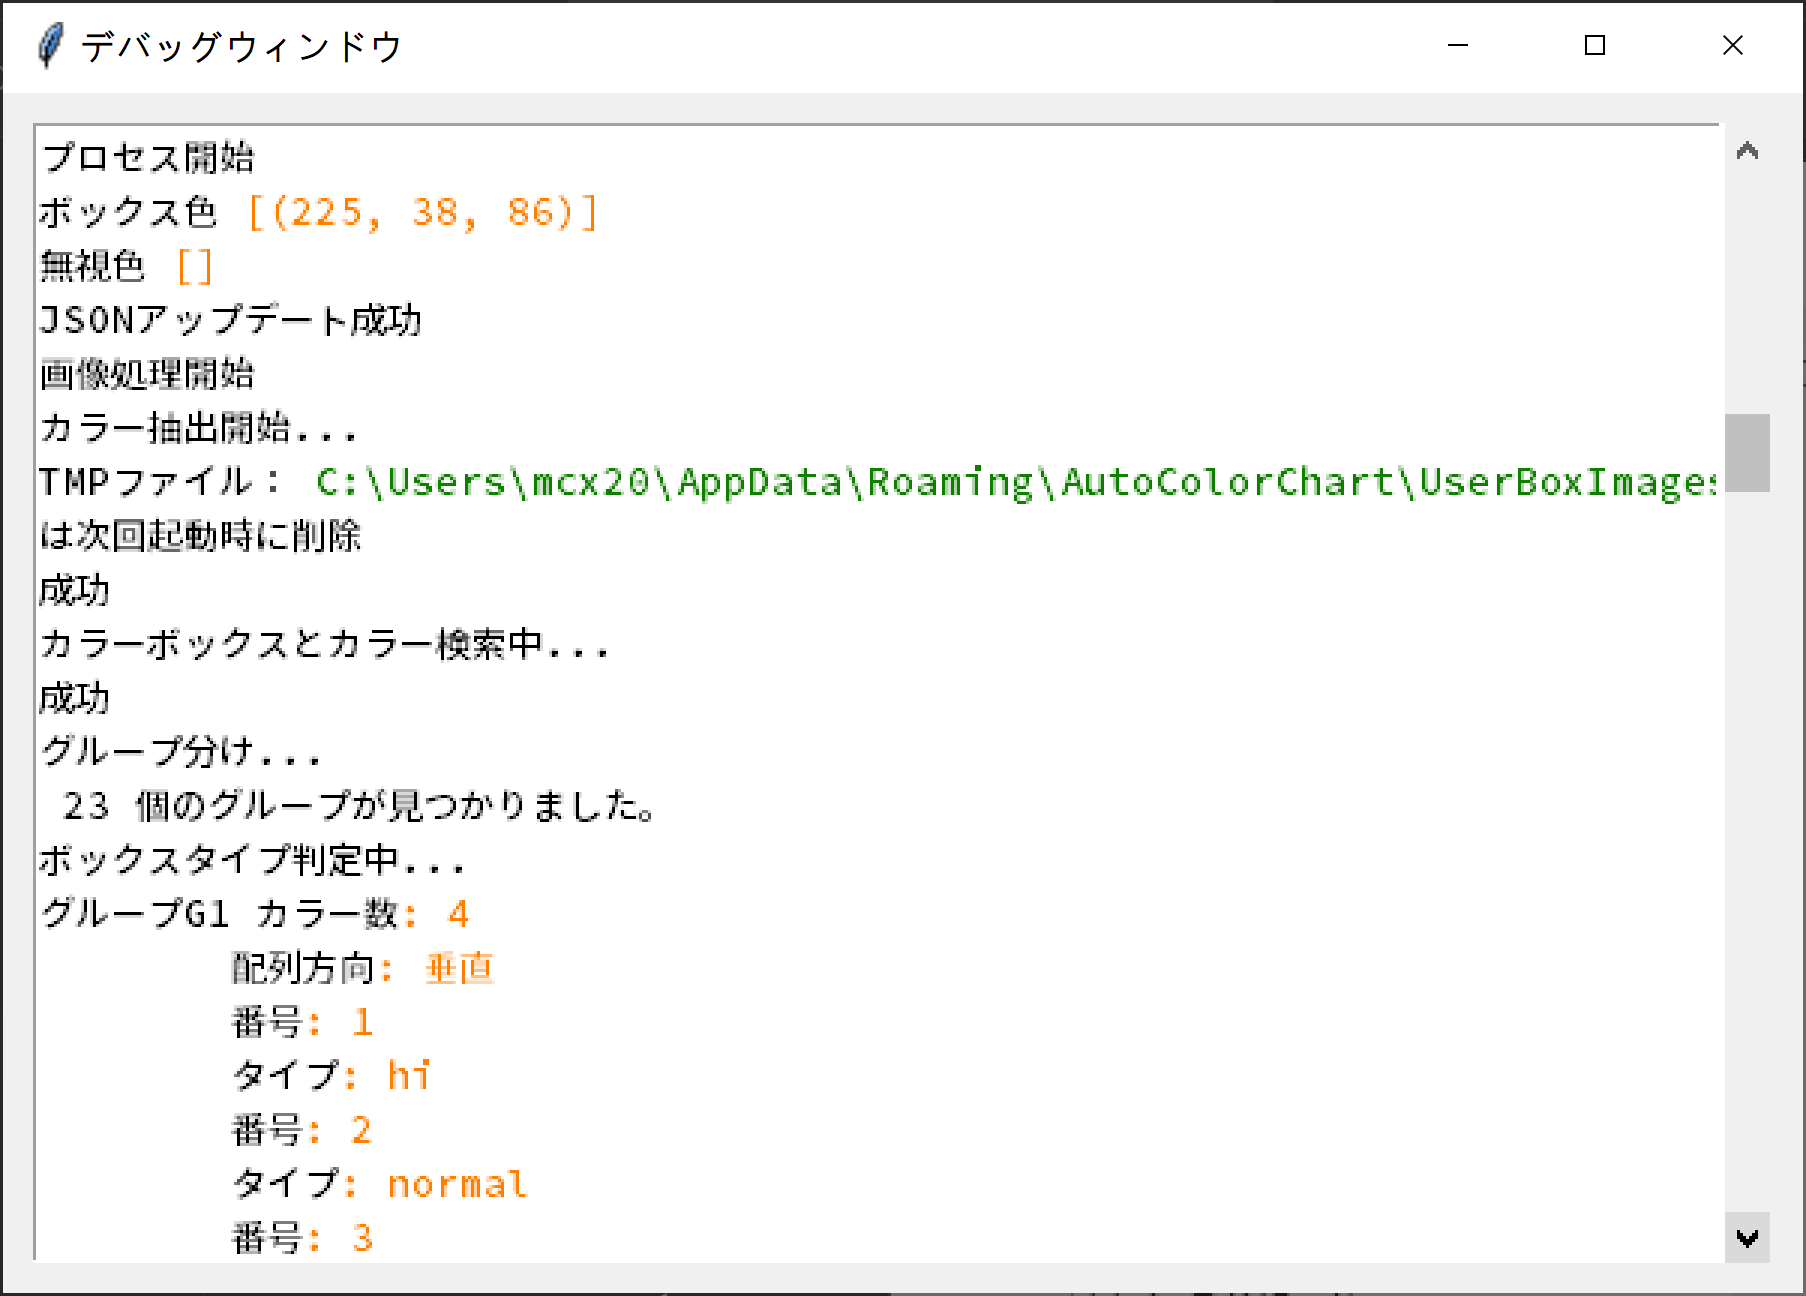 デバッグウィンドウ
プロセス開始
ボックス色 [(225, 38, 86)]
無視色 []
JSONアップデート成功
画像処理開始
カラー抽出開始...
TMPファイル： C:\Users\mcx20\AppData\Roaming\AutoColorChart\UserBoxImages
は次回起動時に削除
成功
カラーボックスとカラー検索中...
成功
グループ分け...
23 個のグループが見つかりました。
ボックスタイプ判定中...
グループG1 カラー数: 4
配列方向: 垂直
番号: 1
タイプ: hi
番号: 2
タイプ: normal
番号: 3